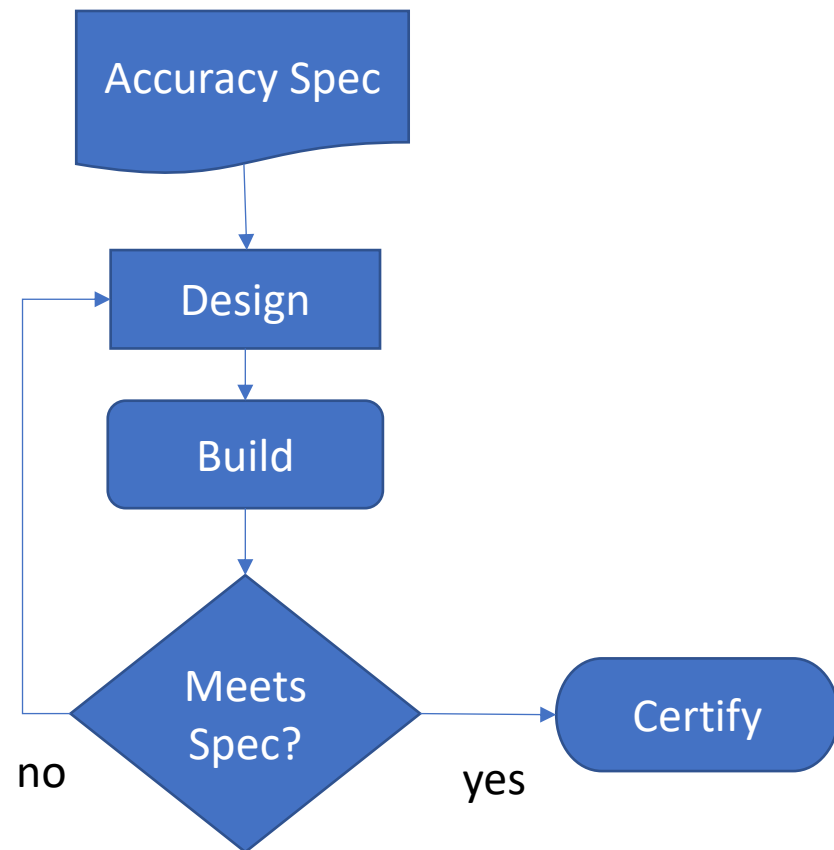 Accuracy Spec
Design
Build
Meets
Spec?
Certify
no
yes